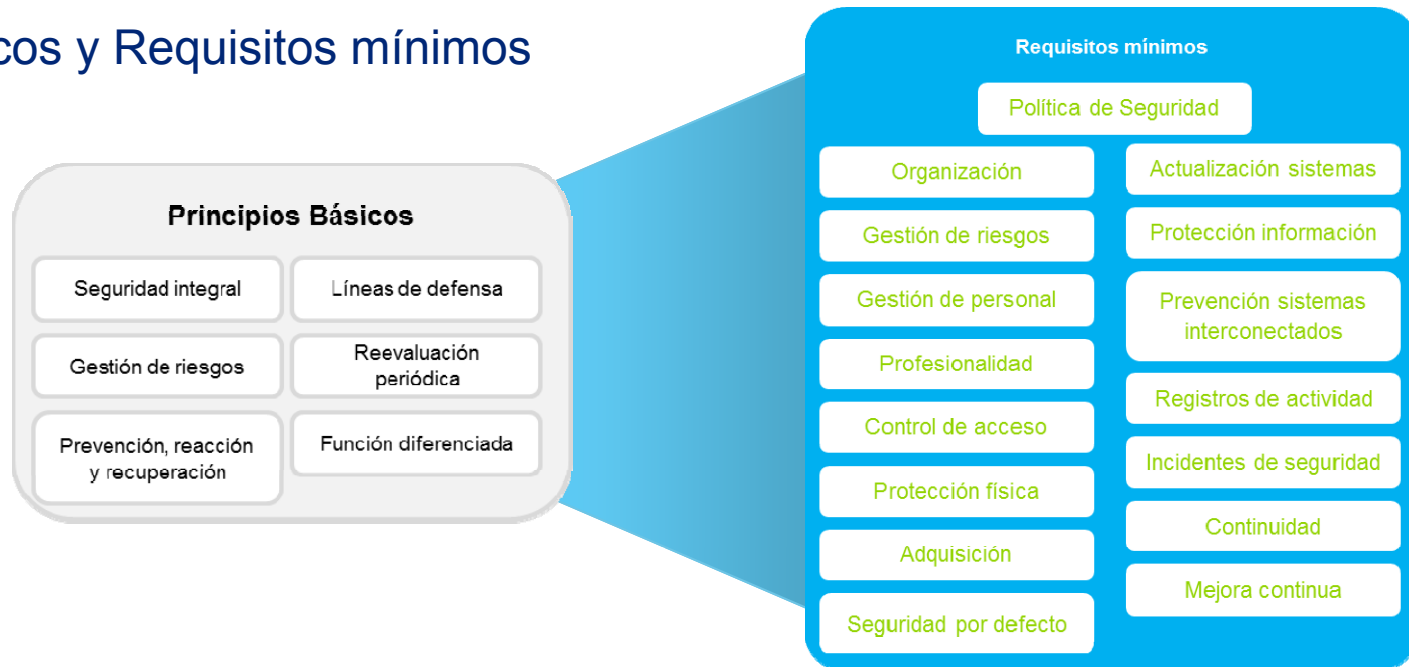 cos y Requisitos mínimos
Principios Básicos
Seguridad integral
Líneas de defensa
Gestión de riesgos
Reevaluación
periódica
Prevención, reacción
y recuperación
Función diferenciada
Requisitos mínimos
Política de Seguridad
Organización
Gestión de riesgos
Gestión de personal
Profesionalidad
Control de acceso
Protección física
Adquisición
Seguridad por defecto
Actualización sistemas
Protección información
Prevención sistemas
interconectados
Registros de actividad
Incidentes de seguridad
Continuidad
Mejora continua